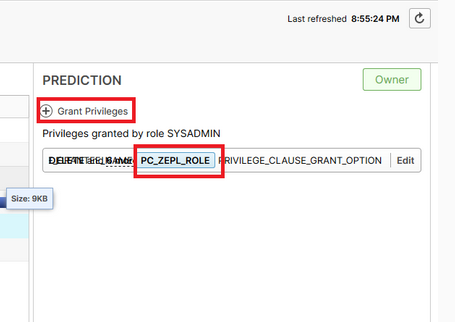 Last refreshed 8:55:24 PM
PREDICTION
Owner
Grant Privileges
Privileges granted by role SYSADMIN
PC_ZEPL_ROLE PRIVILEGE_CLAUSE_GRANT_OPTION Edit
Size: 9KB